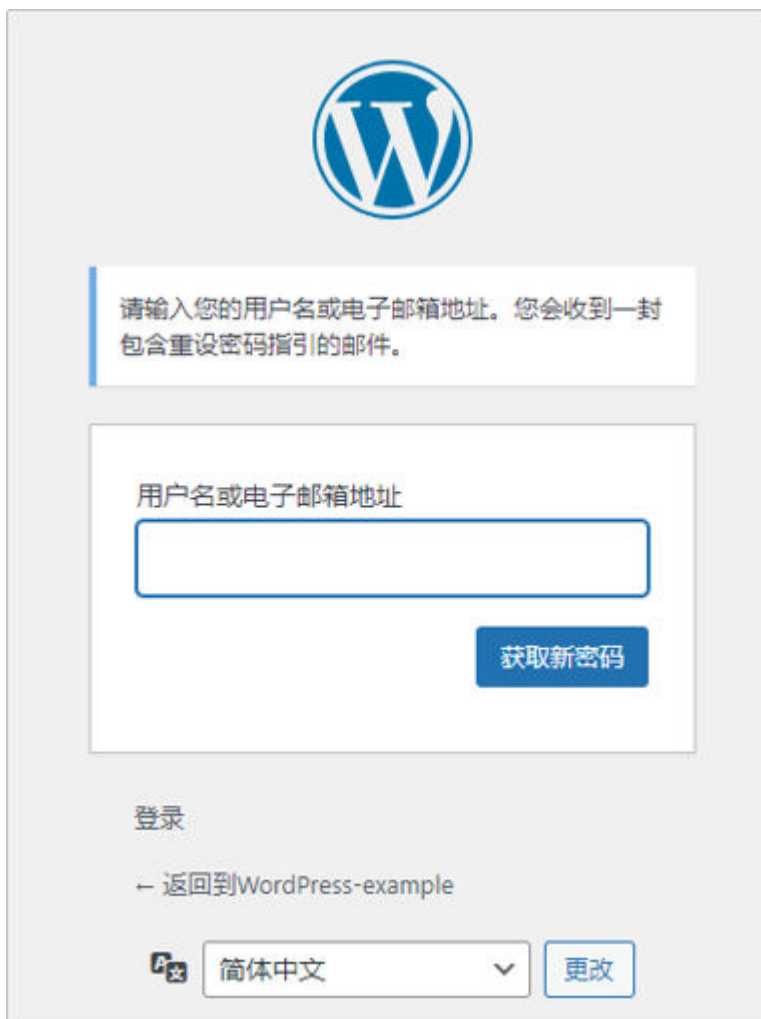 请输入您的用户名或电子邮箱地址。您会收到一封
包含重设密码指引的邮件。
用户名或电子邮箱地址
获取新密码
登录
← 返回到WordPress-example
简体中文
更改